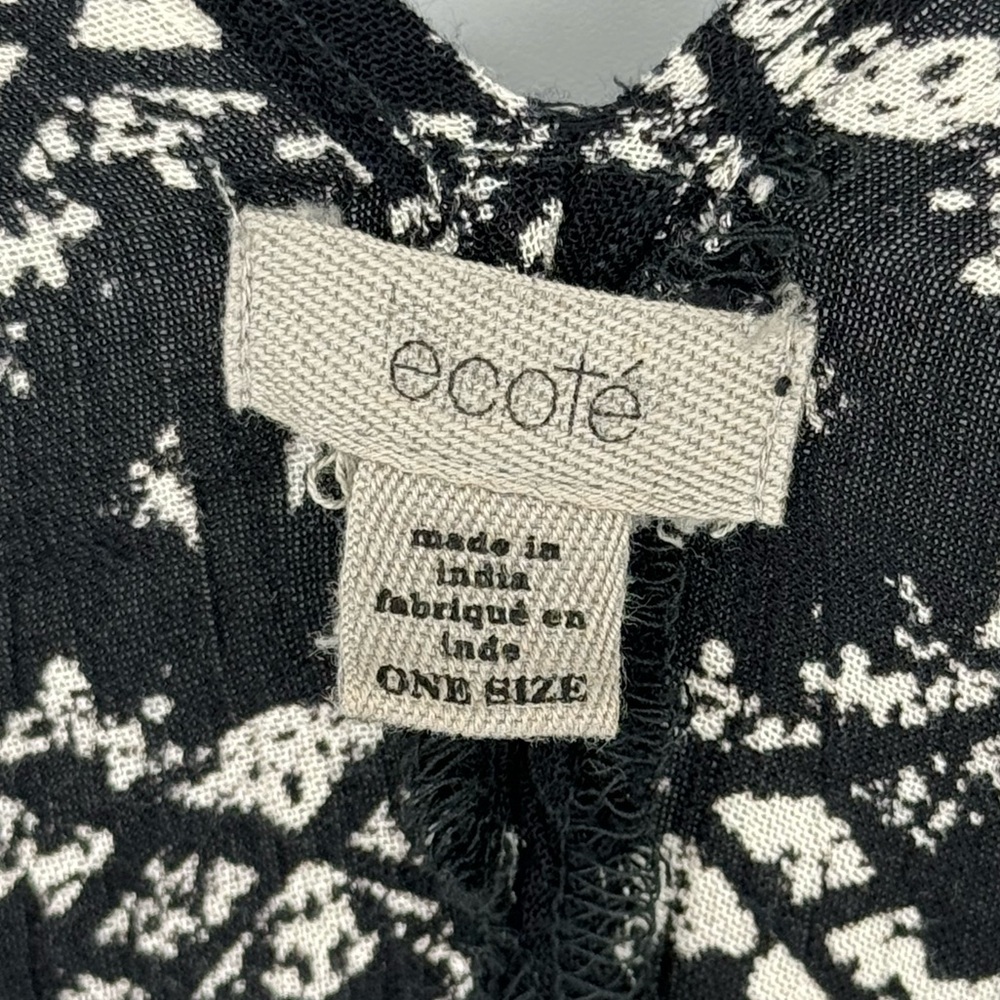 ecoté
made in
india
fabriqué en
inde
ONE SIZE